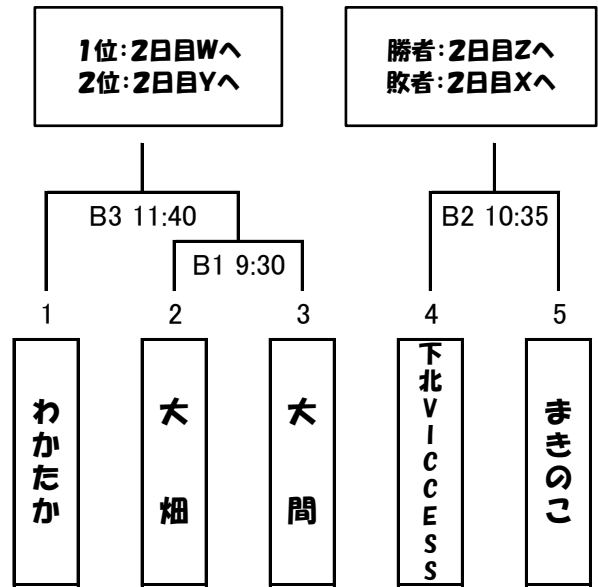 1位:2日目Wへ
2位:2日目Yへ
勝者:2日目Zへ
敗者:2日目Xへ
B3 11:40
B2 10:35
B1 9:30
1
2
3
4
5
わかたか
大畑
大間
下北VICCESS
まきのこ